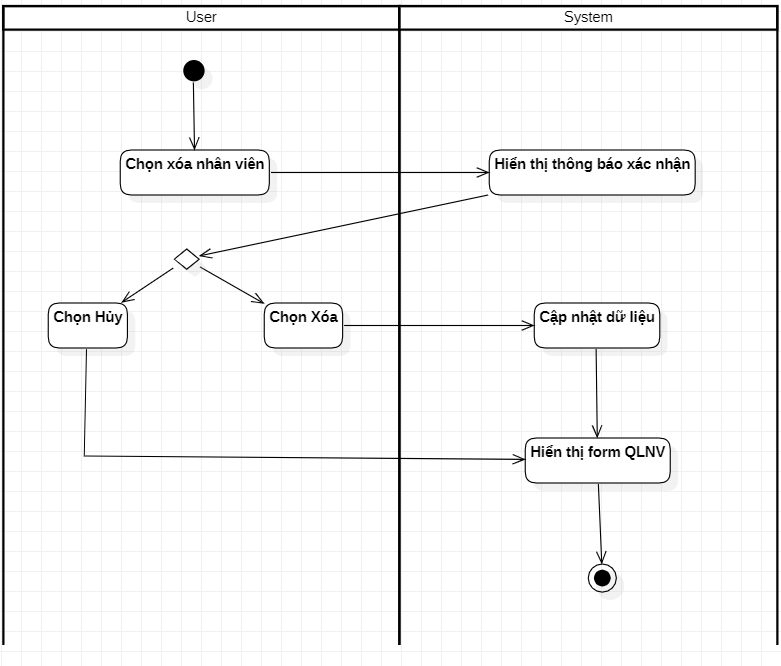 User
System
Chọn xóa nhân viên
Hiển thị thông báo xác nhận
Chọn Hủy
Chọn Xóa
Cập nhật dữ liệu
Hiển thị form QLNV